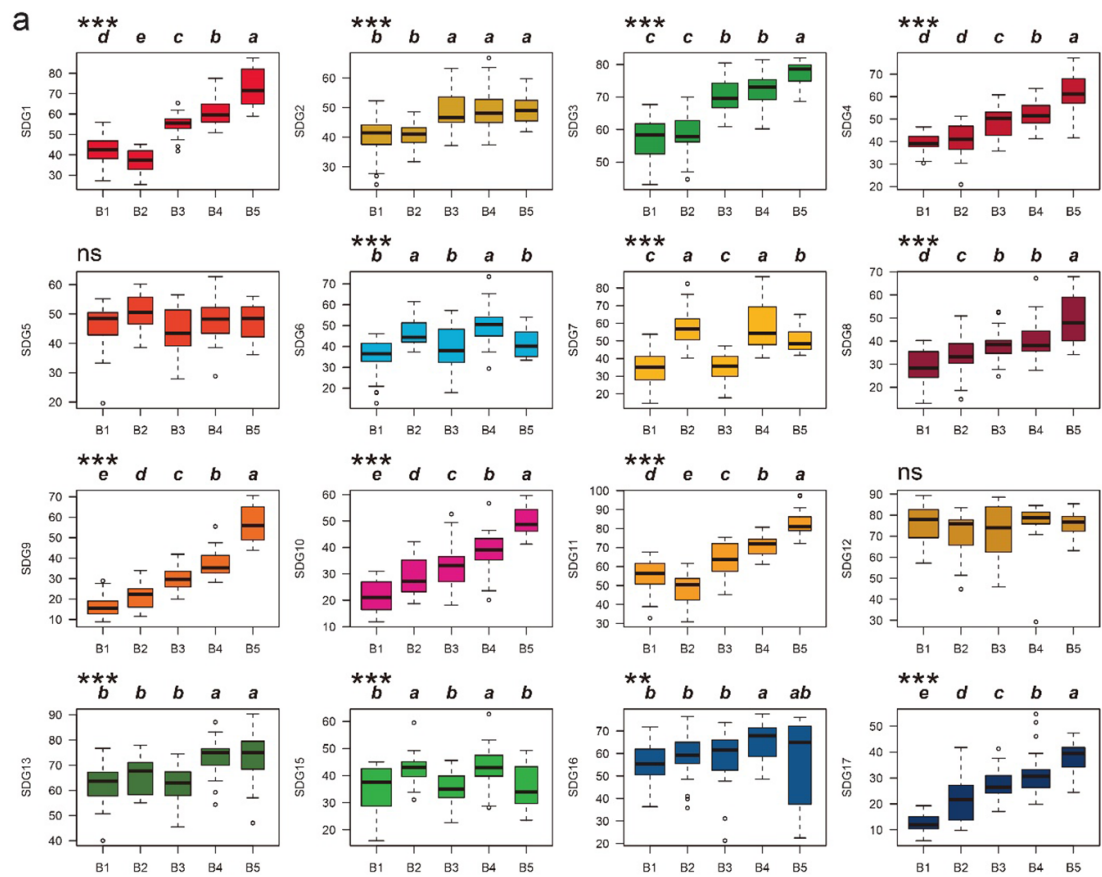 a
*** *** *** ***
d e c b a b b a a a c c b b a d d c b a
SDG1 80 70 60 50 40 30 B1 B2 B3 B4 B5
SDG2 60 50 40 30 B1 B2 B3 B4 B5
SDG3 80 70 60 50 B1 B2 B3 B4 B5
SDG4 70 60 50 40 30 20 B1 B2 B3 B4 B5
ns *** *** ***
b a b a b c a c a b d c b b a
SDG5 60 50 40 30 20 B1 B2 B3 B4 B5
SDG6 70 60 50 40 30 20 B1 B2 B3 B4 B5
SDG7 80 70 60 50 40 30 20 B1 B2 B3 B4 B5
SDG8 70 60 50 40 30 20 B1 B2 B3 B4 B5
*** *** *** ns
e d c b a e d c b a d e c b a
SDG9 70 60 50 40 30 20 10 B1 B2 B3 B4 B5
SDG10 60 50 40 30 20 10 B1 B2 B3 B4 B5
SDG11 100 90 80 70 60 50 40 30 B1 B2 B3 B4 B5
SDG12 90 80 70 60 50 40 30 B1 B2 B3 B4 B5
*** *** ** ***
b b b a a b a b a b b b b a ab e d c b a
SDG13 90 80 70 60 50 40 B1 B2 B3 B4 B5
SDG15 60 50 40 30 20 B1 B2 B3 B4 B5
SDG16 70 60 50 40 30 20 B1 B2 B3 B4 B5
SDG17 50 40 30 20 10 B1 B2 B3 B4 B5